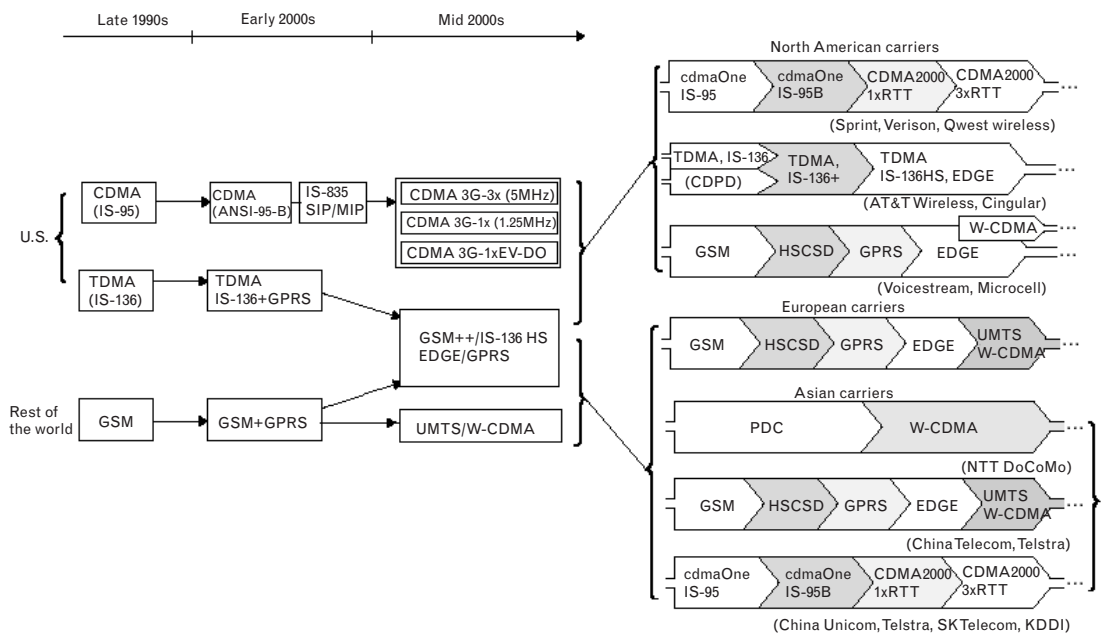 Late 1990s
Early 2000s
Mid 2000s
U.S.
CDMA
(IS-95)
CDMA
(ANSI-95-B)
IS-835
SIP/MIP
CDMA 3G-3x (5MHz)
CDMA 3G-1x (1.25MHz)
CDMA 3G-1xEV-DO
TDMA
(IS-136)
TDMA
IS-136+GPRS
GSM++/IS-136 HS
EDGE/GPRS
Rest of
the world
GSM
GSM+GPRS
UMTS/W-CDMA
North American carriers
cdmaOne
IS-95
cdmaOne
IS-95B
CDMA2000
1xRTT
CDMA2000
3xRTT
...
(Sprint, Verison, Qwest wireless)
TDMA, IS-136
(CDPD)
TDMA,
IS-136+
TDMA
IS-136HS, EDGE
...
(AT&T Wireless, Cingular)
W-CDMA
...
GSM
HSCSD
GPRS
EDGE
...
(Voicestream, Microcell)
European carriers
GSM
HSCSD
GPRS
EDGE
UMTS
W-CDMA
...
Asian carriers
PDC
W-CDMA
...
(NTT DoCoMo)
GSM
HSCSD
GPRS
EDGE
UMTS
W-CDMA
...
(China Telecom, Telstra)
cdmaOne
IS-95
cdmaOne
IS-95B
CDMA2000
1xRTT
CDMA2000
3xRTT
...
(China Unicom, Telstra, SK Telecom, KDDI)